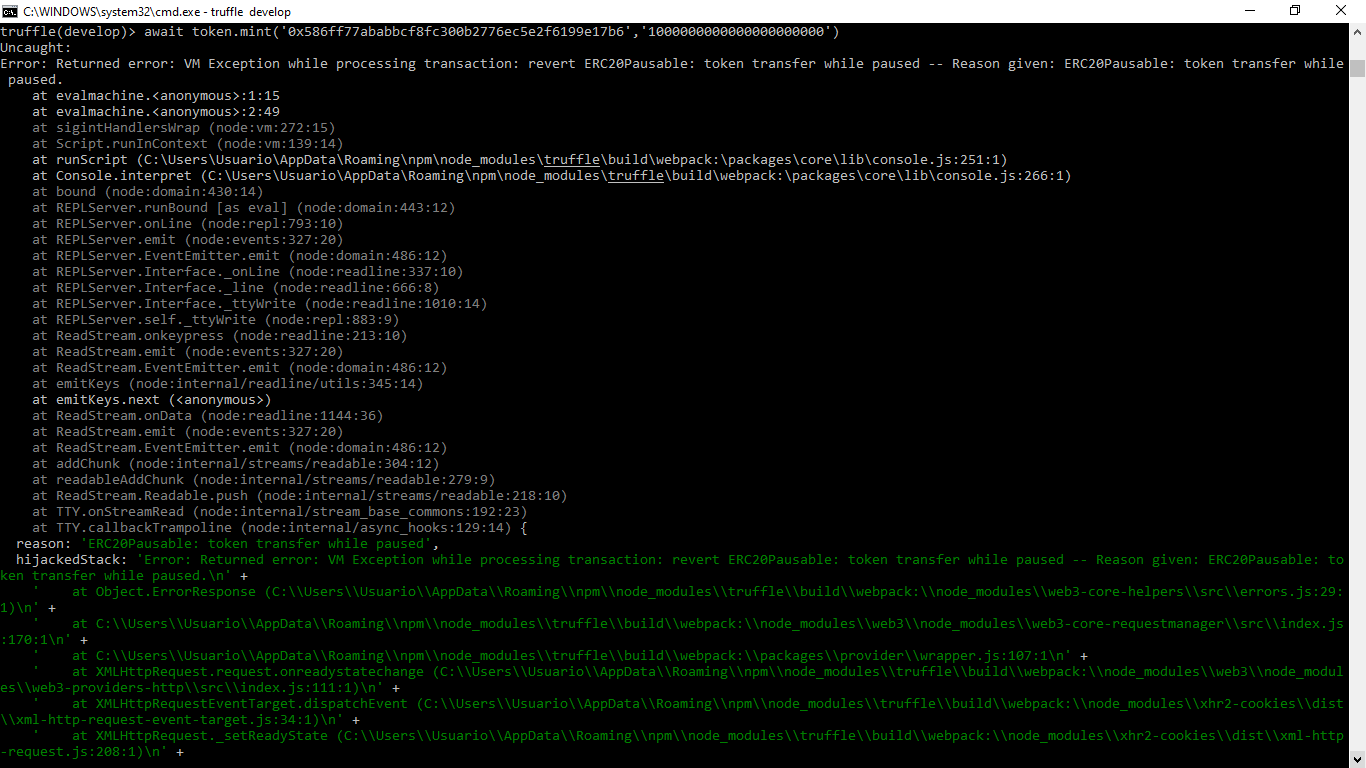 C:\WINDOWS\system32\cmd.exe - truffle  develop
truffle(develop)> await token.mint('0x586ff77ababbcf8fc300b2776ec5e2f6199e17b6','1000000000000000000000')
Uncaught:
Error: Returned error: VM Exception while processing transaction: revert ERC20Pausable: token transfer while paused -- Reason given: ERC20Pausable: token transfer while
 paused.
    at evalmachine.<anonymous>:1:15
    at evalmachine.<anonymous>:2:49
    at sigintHandlersWrap (node:vm:272:15)
    at Script.runInContext (node:vm:139:14)
    at runScript (C:\Users\Usuario\AppData\Roaming\npm\node_modules\truffle\build\webpack:\packages\core\lib\console.js:251:1)
    at Console.interpret (C:\Users\Usuario\AppData\Roaming\npm\node_modules\truffle\build\webpack:\packages\core\lib\console.js:266:1)
    at bound (node:domain:430:14)
    at REPLServer.runBound [as eval] (node:domain:443:12)
    at REPLServer.onLine (node:repl:793:10)
    at REPLServer.emit (node:events:327:20)
    at REPLServer.EventEmitter.emit (node:domain:486:12)
    at REPLServer.Interface._onLine (node:readline:337:10)
    at REPLServer.Interface._line (node:readline:666:8)
    at REPLServer.Interface._ttyWrite (node:readline:1010:14)
    at REPLServer.self._ttyWrite (node:repl:883:9)
    at ReadStream.onkeypress (node:readline:213:10)
    at ReadStream.emit (node:events:327:20)
    at ReadStream.EventEmitter.emit (node:domain:486:12)
    at emitKeys (node:internal/readline/utils:345:14)
    at emitKeys.next (<anonymous>)
    at ReadStream.onData (node:readline:1144:36)
    at ReadStream.emit (node:events:327:20)
    at ReadStream.EventEmitter.emit (node:domain:486:12)
    at addChunk (node:internal/streams/readable:304:12)
    at readableAddChunk (node:internal/streams/readable:279:9)
    at ReadStream.Readable.push (node:internal/streams/readable:218:10)
    at TTY.onStreamRead (node:internal/stream_base_commons:192:23)
    at TTY.callbackTrampoline (node:internal/async_hooks:129:14) {
  reason: 'ERC20Pausable: token transfer while paused',
  hijackedStack: 'Error: Returned error: VM Exception while processing transaction: revert ERC20Pausable: token transfer while paused -- Reason given: ERC20Pausable: to
ken transfer while paused.\n' +
    '    at Object.ErrorResponse (C:\\Users\\Usuario\\AppData\\Roaming\\npm\\node_modules\\truffle\\build\\webpack:\\node_modules\\web3-core-helpers\\src\\errors.js:29:
1)\n' +
    '    at C:\\Users\\Usuario\\AppData\\Roaming\\npm\\node_modules\\truffle\\build\\webpack:\\node_modules\\web3\\node_modules\\web3-core-requestmanager\\src\\index.js
:170:1\n' +
    '    at C:\\Users\\Usuario\\AppData\\Roaming\\npm\\node_modules\\truffle\\build\\webpack:\\packages\\provider\\wrapper.js:107:1\n' +
    '    at XMLHttpRequest.request.onreadystatechange (C:\\Users\\Usuario\\AppData\\Roaming\\npm\\node_modules\\truffle\\build\\webpack:\\node_modules\\web3\\node_modul
es\\web3-providers-http\\src\\index.js:111:1)\n' +
    '    at XMLHttpRequestEventTarget.dispatchEvent (C:\\Users\\Usuario\\AppData\\Roaming\\npm\\node_modules\\truffle\\build\\webpack:\\node_modules\\xhr2-cookies\\dist
\\xml-http-request-event-target.js:34:1)\n' +
    '    at XMLHttpRequest._setReadyState (C:\\Users\\Usuario\\AppData\\Roaming\\npm\\node_modules\\truffle\\build\\webpack:\\node_modules\\xhr2-cookies\\dist\\xml-http
-request.js:208:1)\n' +